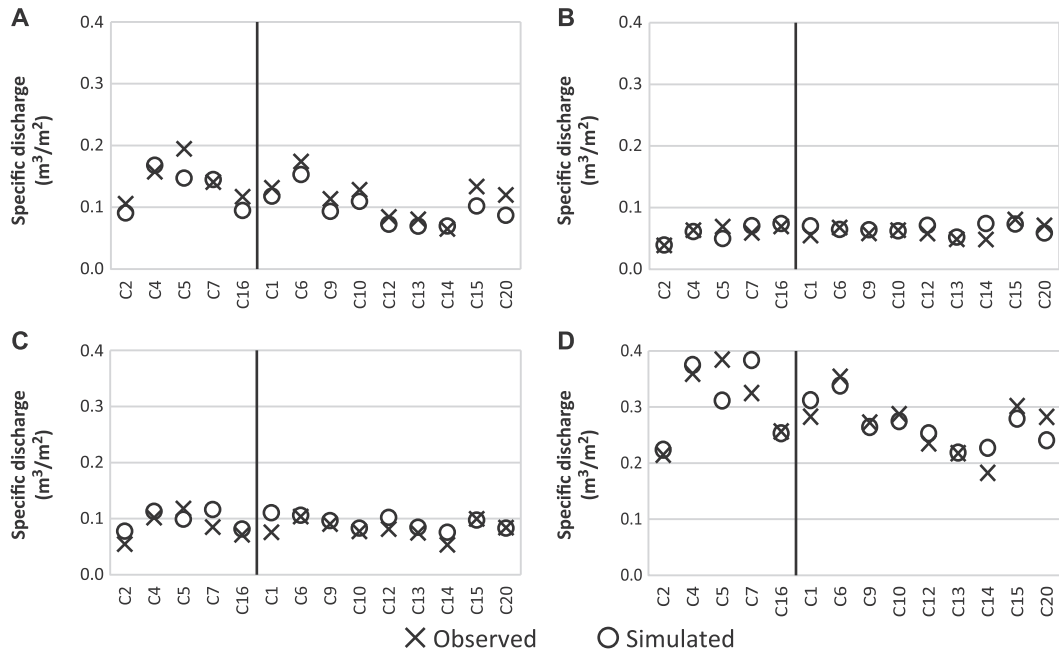 A
Specific discharge
(m³/m²)
0.4
0.3
0.2
0.1
0.0
C2 C4 C5 C7 C16 C1 C6 C9 C10 C12 C13 C14 C15 C20
B
Specific discharge
(m³/m²)
0.4
0.3
0.2
0.1
0.0
C2 C4 C5 C7 C16 C1 C6 C9 C10 C12 C13 C14 C15 C20
C
Specific discharge
(m³/m²)
0.4
0.3
0.2
0.1
0.0
C2 C4 C5 C7 C16 C1 C6 C9 C10 C12 C13 C14 C15 C20
D
Specific discharge
(m³/m²)
0.4
0.3
0.2
0.1
0.0
C2 C4 C5 C7 C16 C1 C6 C9 C10 C12 C13 C14 C15 C20
Observed Simulated